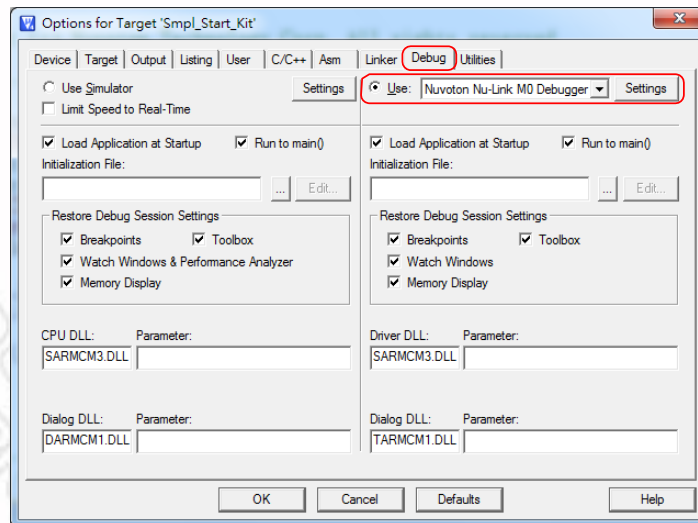 Options for Target 'Smpl_Start_Kit'
Device Target Output Listing User C/C++ Asm Linker Debug Utilities
Use Simulator Settings
Limit Speed to Real-Time
Use: Nuvoton Nu-Link M0 Debugger Settings
Load Application at Startup Run to main()
Initialization File:
... Edit...
Restore Debug Session Settings
Breakpoints Toolbox
Watch Windows & Performance Analyzer
Memory Display
Load Application at Startup Run to main()
Initialization File:
... Edit...
Restore Debug Session Settings
Breakpoints Toolbox
Watch Windows
Memory Display
CPU DLL: Parameter:
SARMCM3.DLL
Driver DLL: Parameter:
SARMCM3.DLL
Dialog DLL: Parameter:
DARMCM1.DLL
Dialog DLL: Parameter:
TARMCM1.DLL
OK Cancel Defaults Help